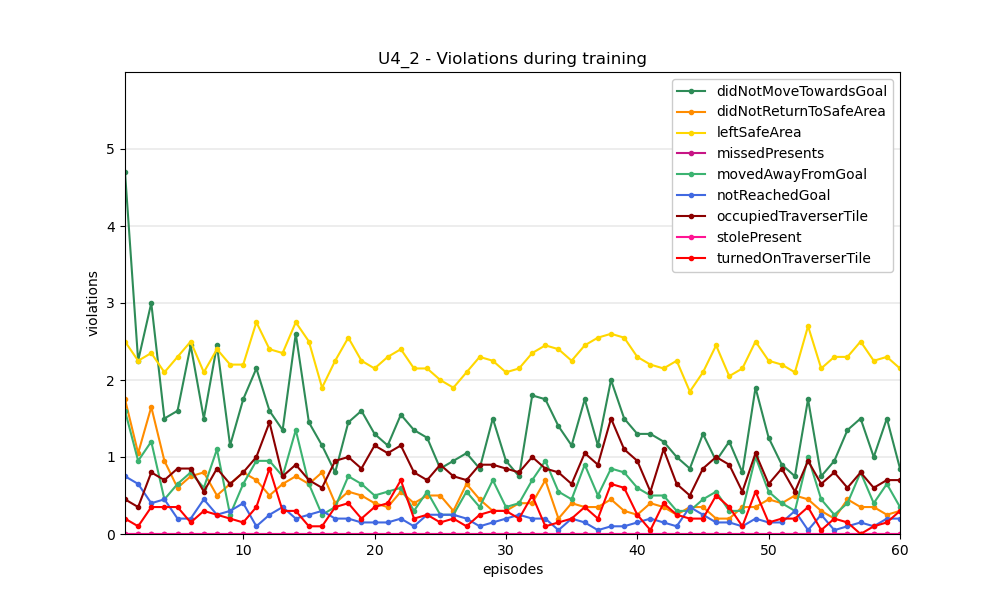 U4_2 - Violations during training
violations
5
4
3
2
1
0
10
20
30
40
50
60
episodes
didNotMoveTowardsGoal
didNotReturnToSafeArea
leftSafeArea
missedPresents
movedAwayFromGoal
notReachedGoal
occupiedTraverserTile
stolePresent
turnedOnTraverserTile